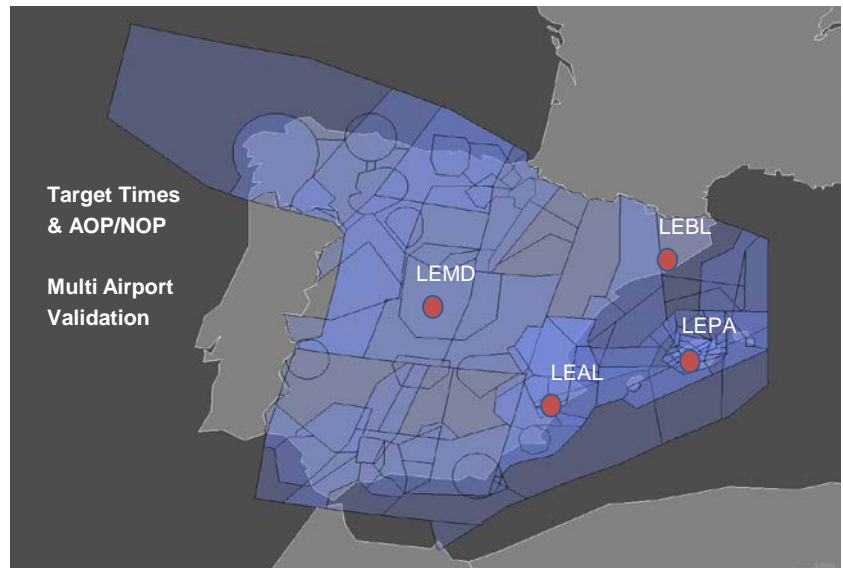 Target Times
& AOP/NOP
Multi Airport
Validation
LEBL
LEMD
LEPA
LEAL